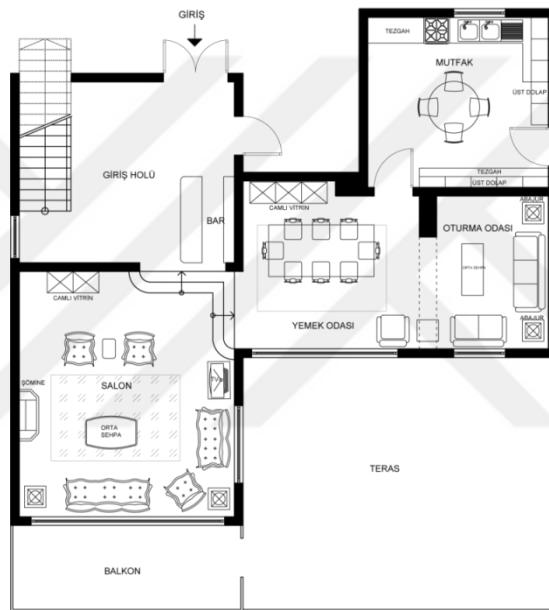 GİRİŞ
TEZGAH
MUTFAK
ÜST DOLAP
GİRİŞ HOLÜ
TEZGAH
ÜST DOLAP
BAR
CAMLI VİTRİN
ABAJUR
OTURMA ODASI
ORTA SEHPA
CAMLI VİTRİN
YEMEK ODASI
ABAJUR
ŞÖMİNE
SALON
TV
ORTA
SEHPA
TERAS
BALKON